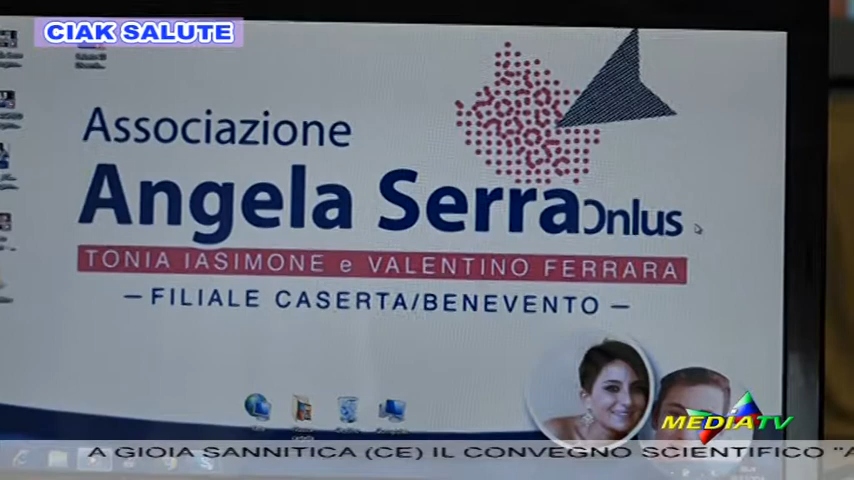 CIAK SALUTE
Associazione
Angela Serra Onlus
TONIA IASIMONE e VALENTINO FERRARA
— FILIALE CASERTA/BENEVENTO —
MEDIATV
A GIOIA SANNITICA (CE) IL CONVEGNO SCIENTIFICO "A